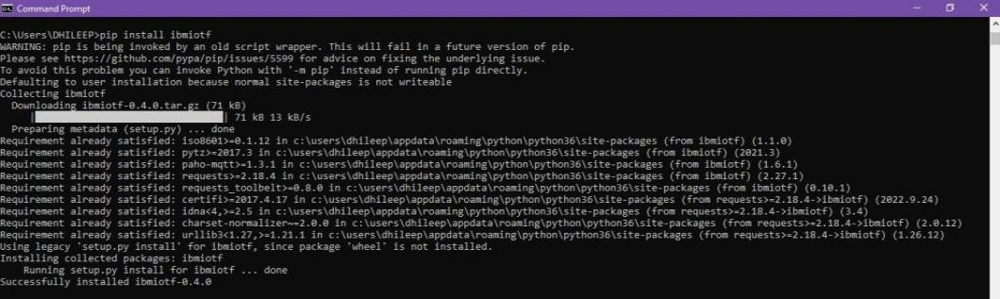 Command Prompt
C:\Users\DHILEEP>pip install ibmiotf
WARNING: pip is being invoked by an old script wrapper. This will fail in a future version of pip.
Please see https://github.com/pypa/pip/issues/5599 for advice on fixing the underlying issue.
To avoid this problem you can invoke Python with '-m pip' instead of running pip directly.
Defaulting to user installation because normal site-packages is not writeable
Collecting ibmiotf
  Downloading ibmiotf-0.4.0.tar.gz (71 kB)
     |████████████████████████████████| 71 kB 13 kB/s
  Preparing metadata (setup.py) ... done
Requirement already satisfied: iso8601>=0.1.12 in c:\users\dhileep\appdata\roaming\python\python36\site-packages (from ibmiotf) (1.1.0)
Requirement already satisfied: pytz>=2017.3 in c:\users\dhileep\appdata\roaming\python\python36\site-packages (from ibmiotf) (2021.3)
Requirement already satisfied: paho-mqtt>=1.3.1 in c:\users\dhileep\appdata\roaming\python\python36\site-packages (from ibmiotf) (1.6.1)
Requirement already satisfied: requests>=2.18.4 in c:\users\dhileep\appdata\roaming\python\python36\site-packages (from ibmiotf) (2.27.1)
Requirement already satisfied: requests_toolbelt>=0.8.0 in c:\users\dhileep\appdata\roaming\python\python36\site-packages (from ibmiotf) (0.10.1)
Requirement already satisfied: certifi>=2017.4.17 in c:\users\dhileep\appdata\roaming\python\python36\site-packages (from requests>=2.18.4->ibmiotf) (2022.9.24)
Requirement already satisfied: idna<4,>=2.5 in c:\users\dhileep\appdata\roaming\python\python36\site-packages (from requests>=2.18.4->ibmiotf) (3.4)
Requirement already satisfied: charset-normalizer~=2.0.0 in c:\users\dhileep\appdata\roaming\python\python36\site-packages (from requests>=2.18.4->ibmiotf) (2.0.12)
Requirement already satisfied: urllib3<1.27,>=1.21.1 in c:\users\dhileep\appdata\roaming\python\python36\site-packages (from requests>=2.18.4->ibmiotf) (1.26.12)
Using legacy 'setup.py install' for ibmiotf, since package 'wheel' is not installed.
Installing collected packages: ibmiotf
    Running setup.py install for ibmiotf ... done
Successfully installed ibmiotf-0.4.0